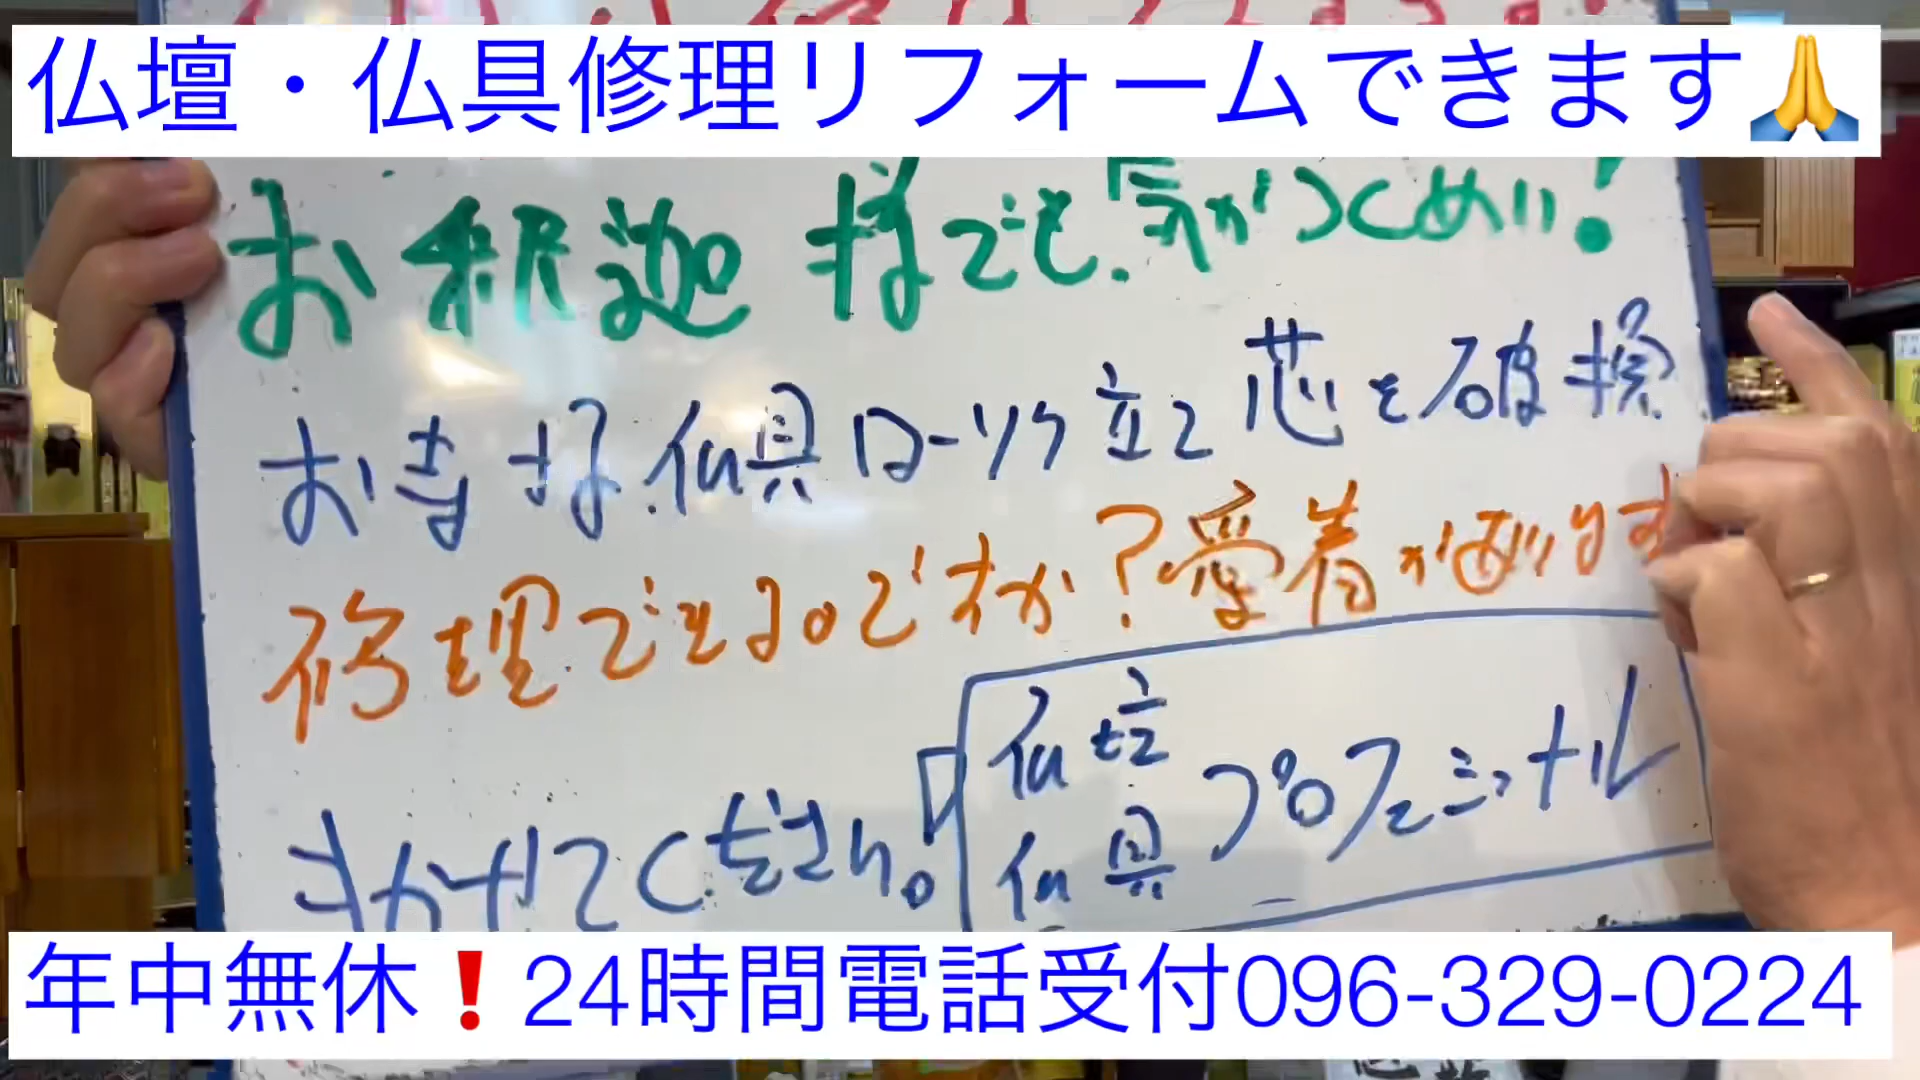 仏壇・仏具修理リフォームできます🙏
お釈迦様でも気がつくめい!
お寺様.仏具ローソク立て芯を破損
修理できるのですか?愛着があります
まかせてください。
仏壇
仏具 プロフェショナル
年中無休❗24時間電話受付096-329-0224